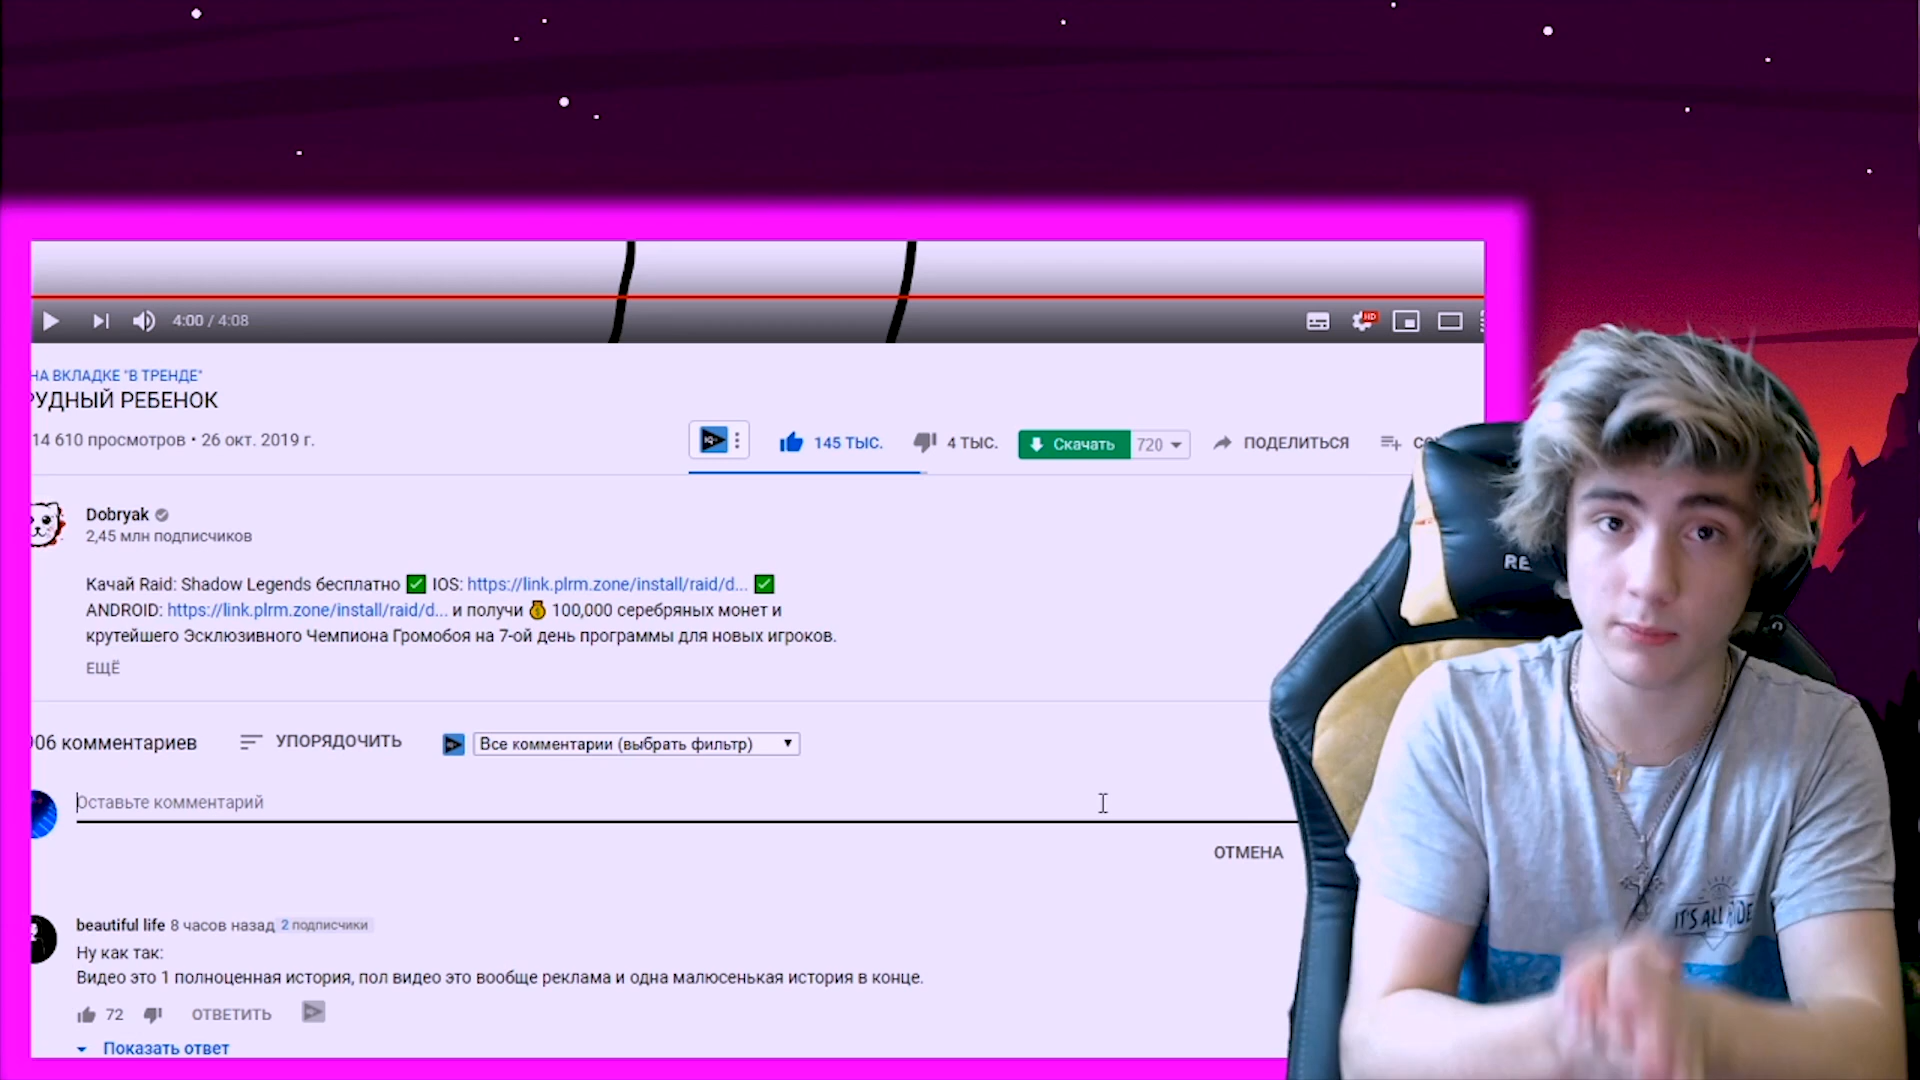 4:00 / 4:08
HD
НА ВКЛАДКЕ "В ТРЕНДЕ"
РУДНЫЙ РЕБЕНОК
14 610 просмотров • 26 окт. 2019 г.
145 ТЫС.
4 ТЫС.
Скачать
720
ПОДЕЛИТЬСЯ
СО
Dobryak
2,45 млн подписчиков
Качай Raid: Shadow Legends бесплатно ✅ IOS: https://link.plrm.zone/install/raid/d... ✅
ANDROID: https://link.plrm.zone/install/raid/d... и получи 💰 100,000 серебряных монет и
крутейшего Эсклюзивного Чемпиона Громобоя на 7-ой день программы для новых игроков.
ЕЩЁ
06 комментариев
УПОРЯДОЧИТЬ
Все комментарии (выбрать фильтр)
Оставьте комментарий
ОТМЕНА
beautiful life 8 часов назад 2 подписчики
Ну как так:
Видео это 1 полноценная история, пол видео это вообще реклама и одна малюсенькая история в конце.
72
ОТВЕТИТЬ
Показать ответ
RE
IT'S ALL RIDE